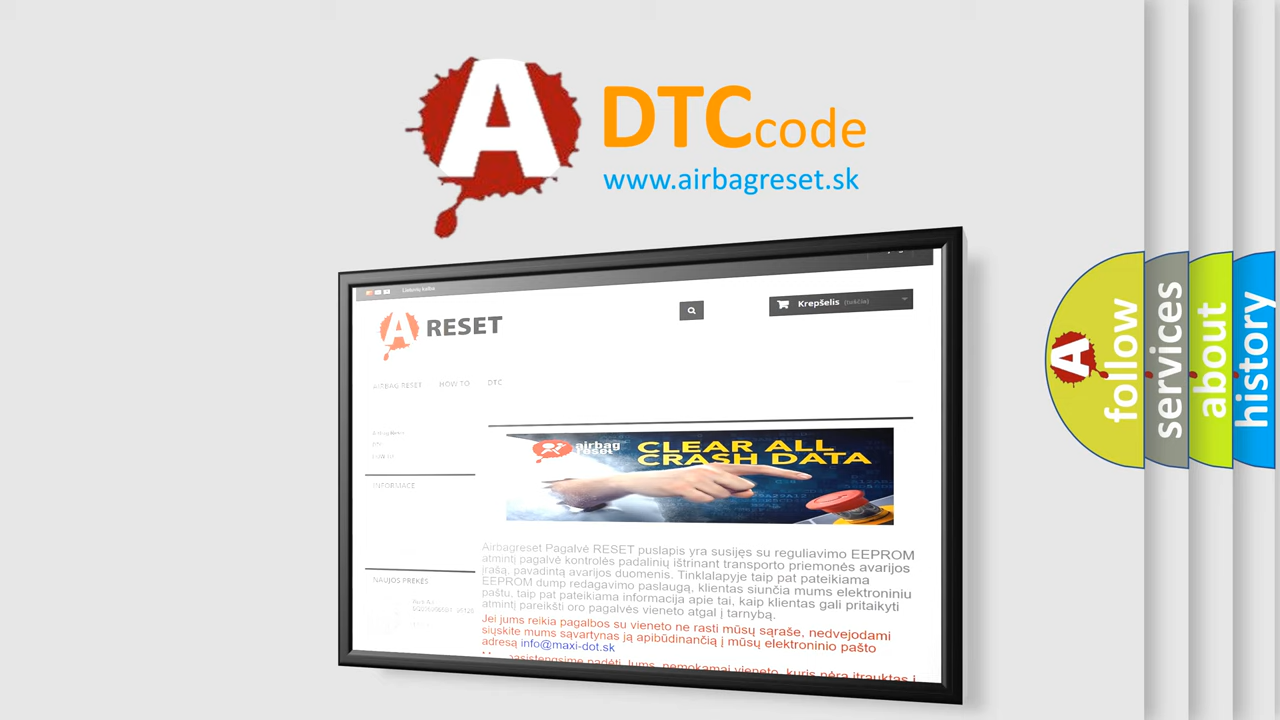 A DTCcode
www.airbagreset.sk
Lietuvių kalba
A RESET
Krepšelis (tuščia)
AIRBAG RESET HOW TO DTC
INFORMACE
airbag
reset
CLEAR ALL
CRASH DATA
Airbagreset Pagalvė RESET puslapis yra susijęs su reguliavimo EEPROM
atmintį pagalvė kontrolės padalinių ištrinant transporto priemonės avarijos
įrašą, pavadintą avarijos duomenis. Tinklalapyje taip pat pateikiama
EEPROM dump redagavimo paslaugą, klientas siunčia mums elektroniniu
paštu, taip pat pateikiama informacija apie tai, kaip klientas gali pritaikyti
atmintį pareikšti oro pagalvės vieneto atgal į tarnybą.
Jei jums reikia pagalbos su vieneto ne rasti mūsų sąraše, nedvejodami
siųskite mums sąvartynas ją apibūdinančią į mūsų elektroninio pašto
adresą info@maxi-dot.sk
NAUJOS PREKĖS
A follow
services
about
history